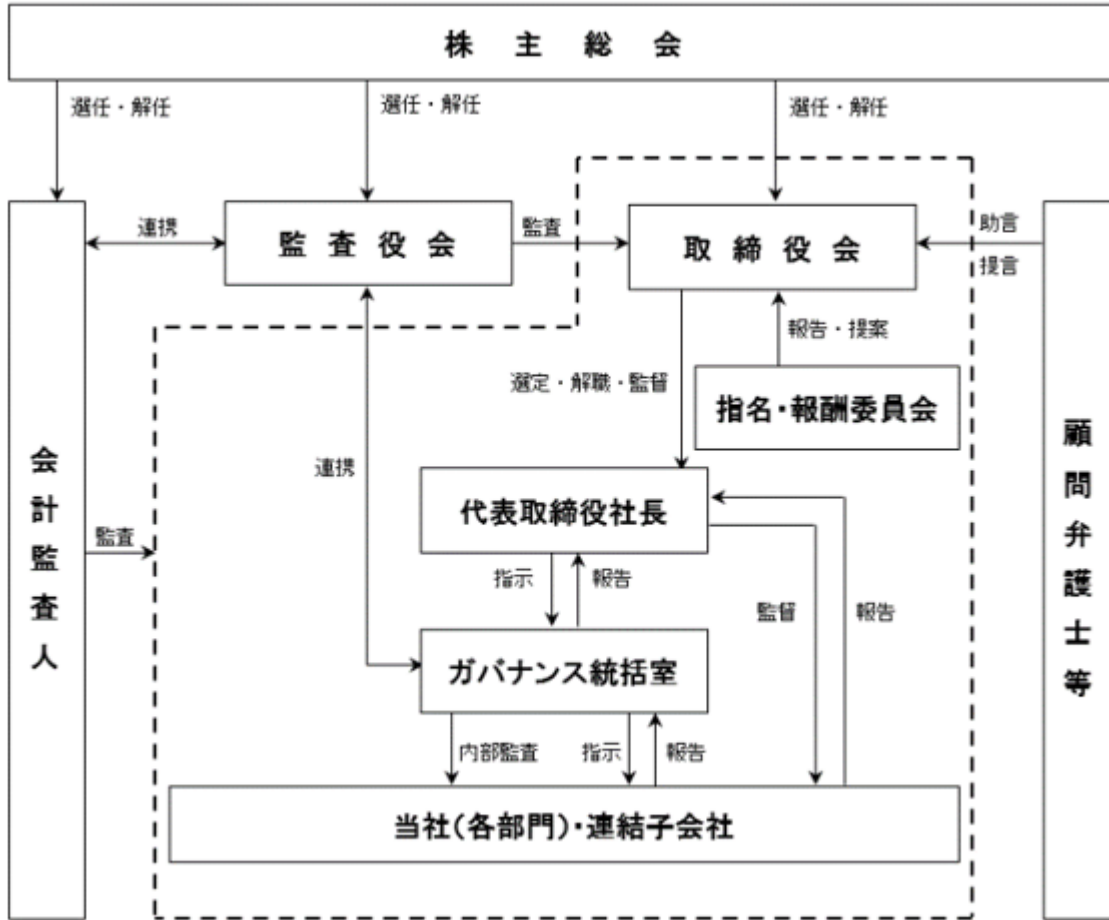 株主総会
選任・解任
選任・解任
選任・解任
連携
監査役会
監査
取締役会
助言
提言
報告・提案
選定・解職・監督
指名・報酬委員会
会計監査人
顧問弁護士等
連携
代表取締役社長
監査
指示
報告
監督
報告
ガバナンス統括室
内部監査
指示
報告
当社(各部門)・連結子会社